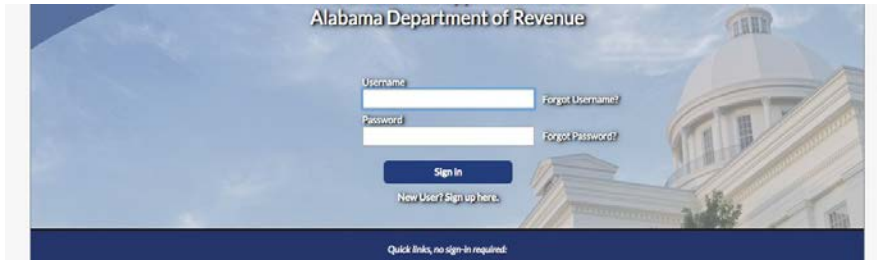 Alabama Department of Revenue
Username
Forgot Username?
Password
Forgot Password?
Sign in
New User? Sign up here.
Quick links, no sign-in required: